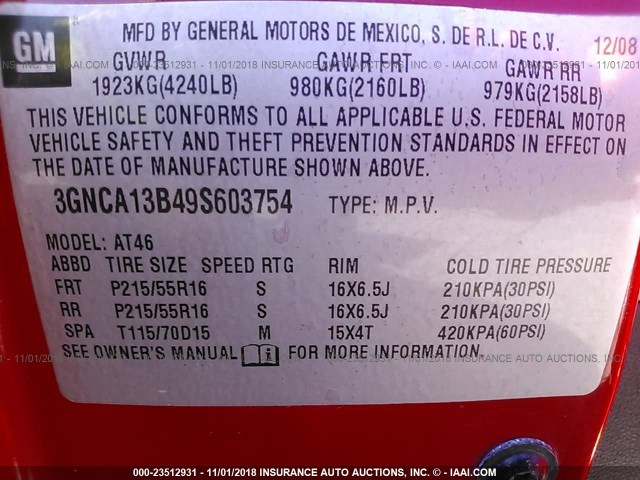 GM
MFD BY GENERAL MOTORS DE MEXICO, S. DE R.L. DE C.V.
12/08
GVWR GAWR FRT GAWR RR
1923KG(4240LB) 980KG(2160LB) 979KG(2158LB)
THIS VEHICLE CONFORMS TO ALL APPLICABLE U.S. FEDERAL MOTOR
VEHICLE SAFETY AND THEFT PREVENTION STANDARDS IN EFFECT ON
THE DATE OF MANUFACTURE SHOWN ABOVE.
3GNCA13B49S603754 TYPE: M.P.V.
MODEL: AT46
ABBD TIRE SIZE SPEED RTG RIM COLD TIRE PRESSURE
FRT P215/55R16 S 16X6.5J 210KPA(30PSI)
RR P215/55R16 S 16X6.5J 210KPA(30PSI)
SPA T115/70D15 M 15X4T 420KPA(60PSI)
SEE OWNER'S MANUAL i FOR MORE INFORMATION
000-23512931 - 11/01/2018 INSURANCE AUTO AUCTIONS, INC. © - IAAI.COM